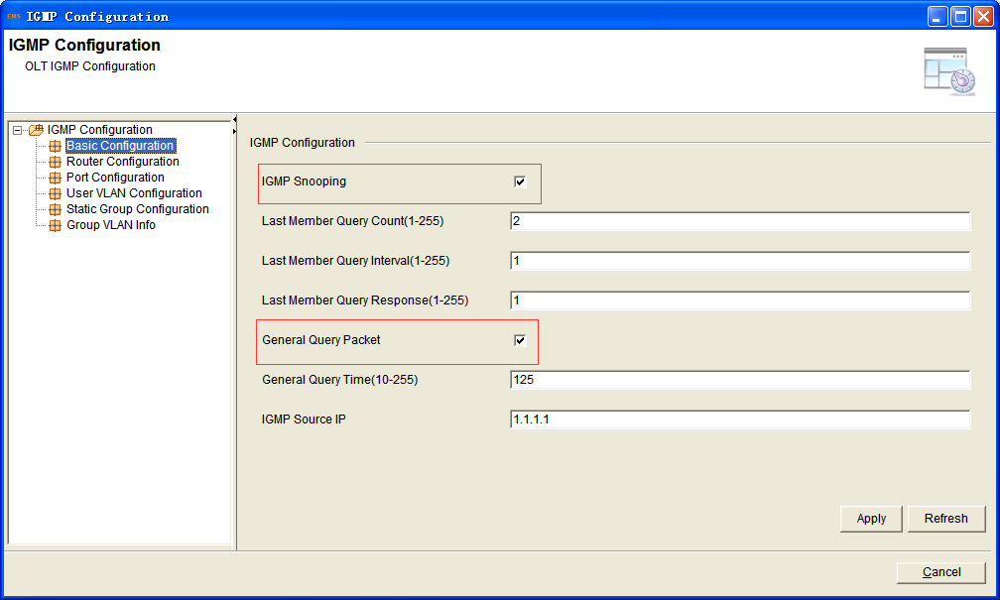 EMS IGMP Configuration
IGMP Configuration
OLT IGMP Configuration
IGMP Configuration
Basic Configuration
Router Configuration
Port Configuration
User VLAN Configuration
Static Group Configuration
Group VLAN Info
IGMP Configuration
IGMP Snooping
Last Member Query Count(1-255) 2
Last Member Query Interval(1-255) 1
Last Member Query Response(1-255) 1
General Query Packet
General Query Time(10-255) 125
IGMP Source IP 1.1.1.1
Apply Refresh
Cancel